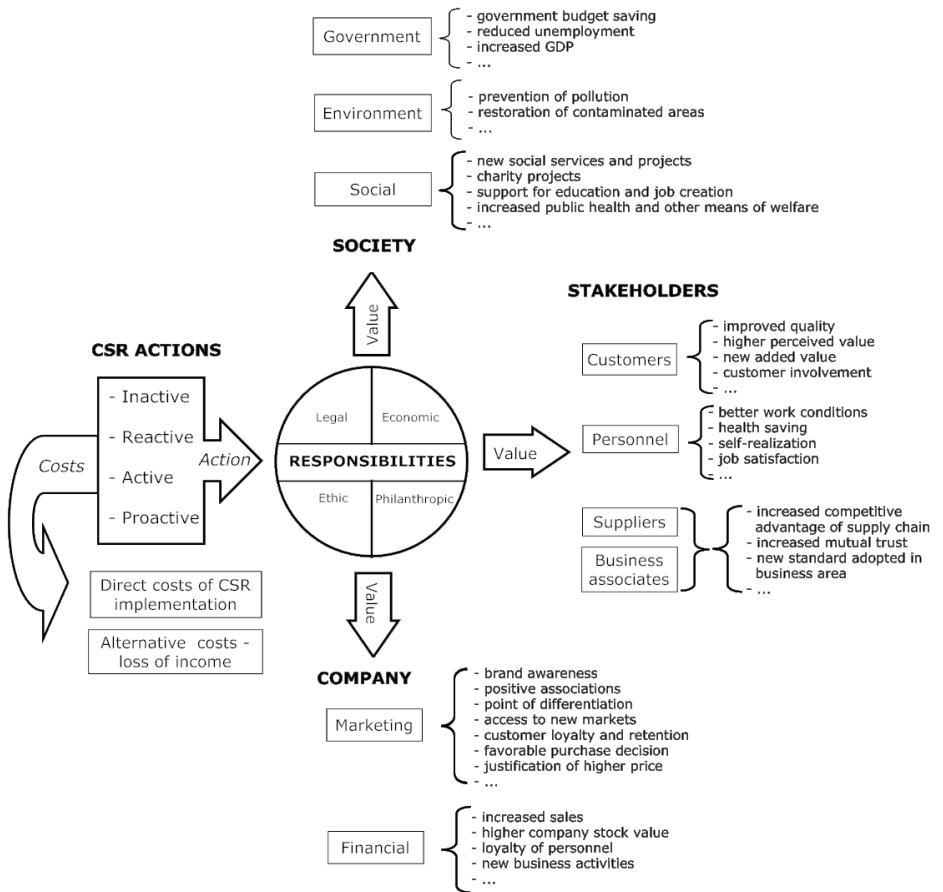 Government
- government budget saving
- reduced unemployment
- increased GDP
- ...
Environment
- prevention of pollution
- restoration of contaminated areas
- ...
Social
- new social services and projects
- charity projects
- support for education and job creation
- increased public health and other means of welfare
- ...
SOCIETY
Value
STAKEHOLDERS
Customers
- improved quality
- higher perceived value
- new added value
- customer involvement
- ...
Personnel
- better work conditions
- health saving
- self-realization
- job satisfaction
- ...
Suppliers
Business
associates
- increased competitive
advantage of supply chain
- increased mutual trust
- new standard adopted in
business area
- ...
CSR ACTIONS
- Inactive
- Reactive
- Active
- Proactive
Costs
Action
Legal
Economic
RESPONSIBILITIES
Ethic
Philanthropic
Value
Direct costs of CSR
implementation
Alternative costs -
loss of income
Value
COMPANY
Marketing
- brand awareness
- positive associations
- point of differentiation
- access to new markets
- customer loyalty and retention
- favorable purchase decision
- justification of higher price
- ...
Financial
- increased sales
- higher company stock value
- loyalty of personnel
- new business activities
- ...